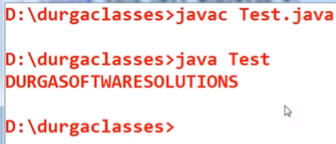 D:\durgaclasses>javac Test.java
D:\durgaclasses>java Test
DURGASOFTWARESOLUTIONS
D:\durgaclasses>